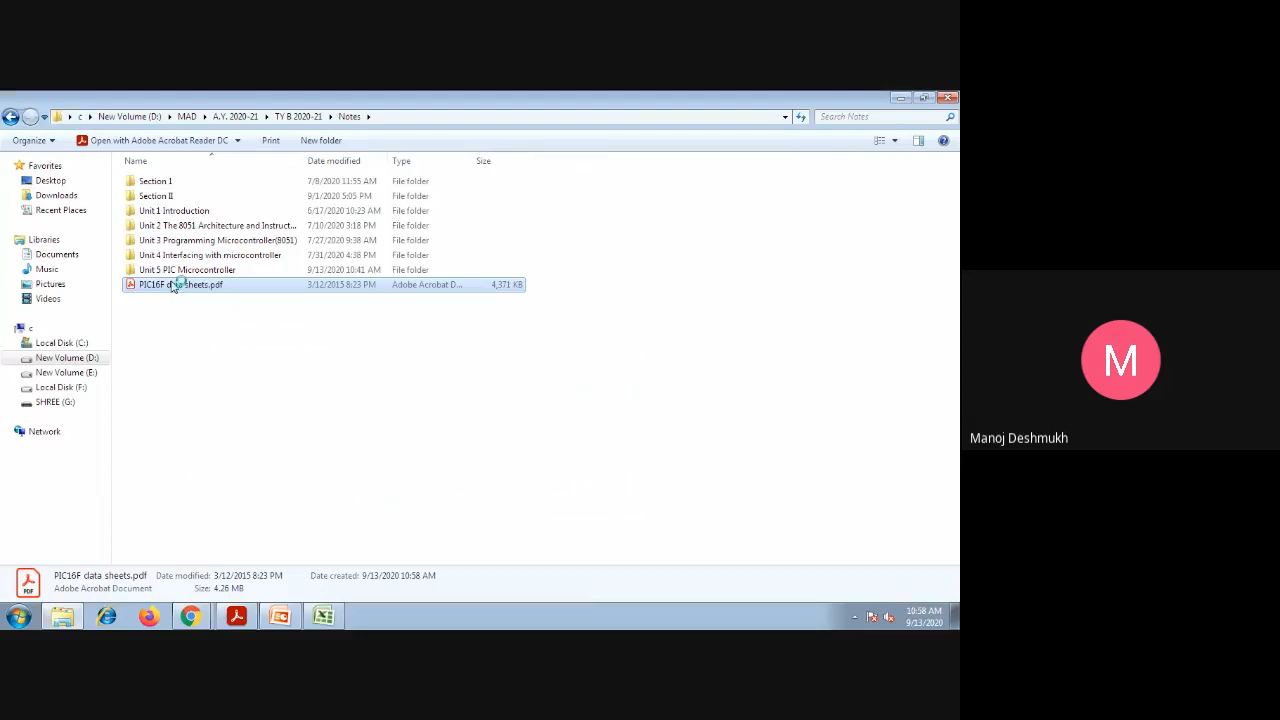 c ▸ New Volume (D:) ▸ MAD ▸ A.Y. 2020-21 ▸ TY B 2020-21 ▸ Notes ▸
Search Notes
Organize Open with Adobe Acrobat Reader DC Print New folder
Name Date modified Type Size
Favorites
Desktop
Downloads
Recent Places
Libraries
Documents
Music
Pictures
Videos
c
Local Disk (C:)
New Volume (D:)
New Volume (E:)
Local Disk (F:)
SHREE (G:)
Network
Section 1 7/8/2020 11:55 AM File folder
Section II 9/1/2020 5:05 PM File folder
Unit 1 Introduction 6/17/2020 10:23 AM File folder
Unit 2 The 8051 Architecture and Instruct... 7/10/2020 3:18 PM File folder
Unit 3 Programming Microcontroller(8051) 7/27/2020 9:38 AM File folder
Unit 4 Interfacing with microcontroller 7/31/2020 4:38 PM File folder
Unit 5 PIC Microcontroller 9/13/2020 10:41 AM File folder
PIC16F data sheets.pdf 3/12/2015 8:23 PM Adobe Acrobat D... 4,371 KB
PIC16F data sheets.pdf Date modified: 3/12/2015 8:23 PM Date created: 9/13/2020 10:58 AM
Adobe Acrobat Document Size: 4.26 MB
PDF
10:58 AM
9/13/2020
M
Manoj Deshmukh